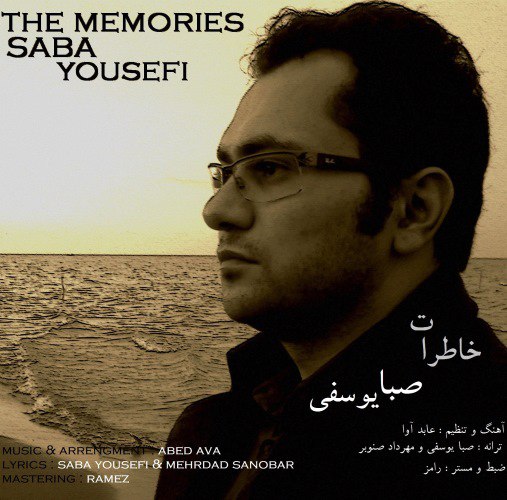 THE MEMORIES
SABA
YOUSEFI
خاطرات
صبا یوسفی
آهنگ و تنظیم : عابد آوا
ترانه : صبا یوسفی و مهرداد صنوبر
ضبط و مستر : رامز
MUSIC & ARRENGMENT : ABED AVA
LYRICS : SABA YOUSEFI & MEHRDAD SANOBAR
MASTERING : RAMEZ